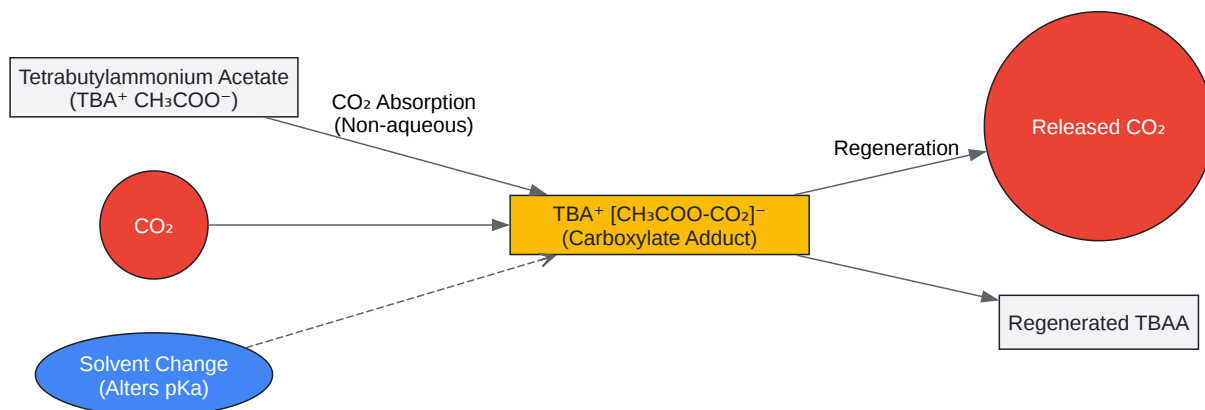 Tetrabutylammonium Acetate
(TBA⁺ CH₃COO⁻)
CO₂ Absorption
(Non-aqueous)
CO₂
Solvent Change
(Alters pKa)
TBA⁺ [CH₃COO-CO₂]⁻
(Carboxylate Adduct)
Regeneration
Released CO₂
Regenerated TBAA